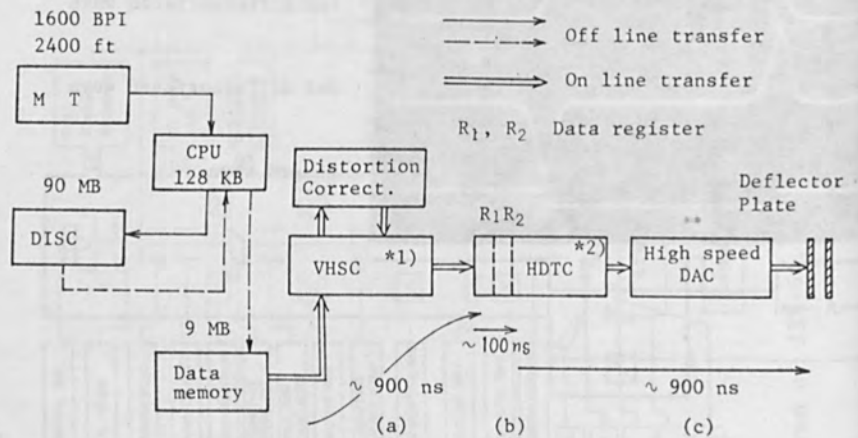 1600 BPI
2400 ft
M T
CPU
128 KB
90 MB
DISC
9 MB
Data
memory
Distortion
Correct.
VHSC *1)
R1R2
HDTC *2)
High speed
DAC
Deflector
Plate
Off line transfer
On line transfer
R1, R2 Data register
~ 900 ns
~ 100 ns
~ 900 ns
(a)
(b)
(c)